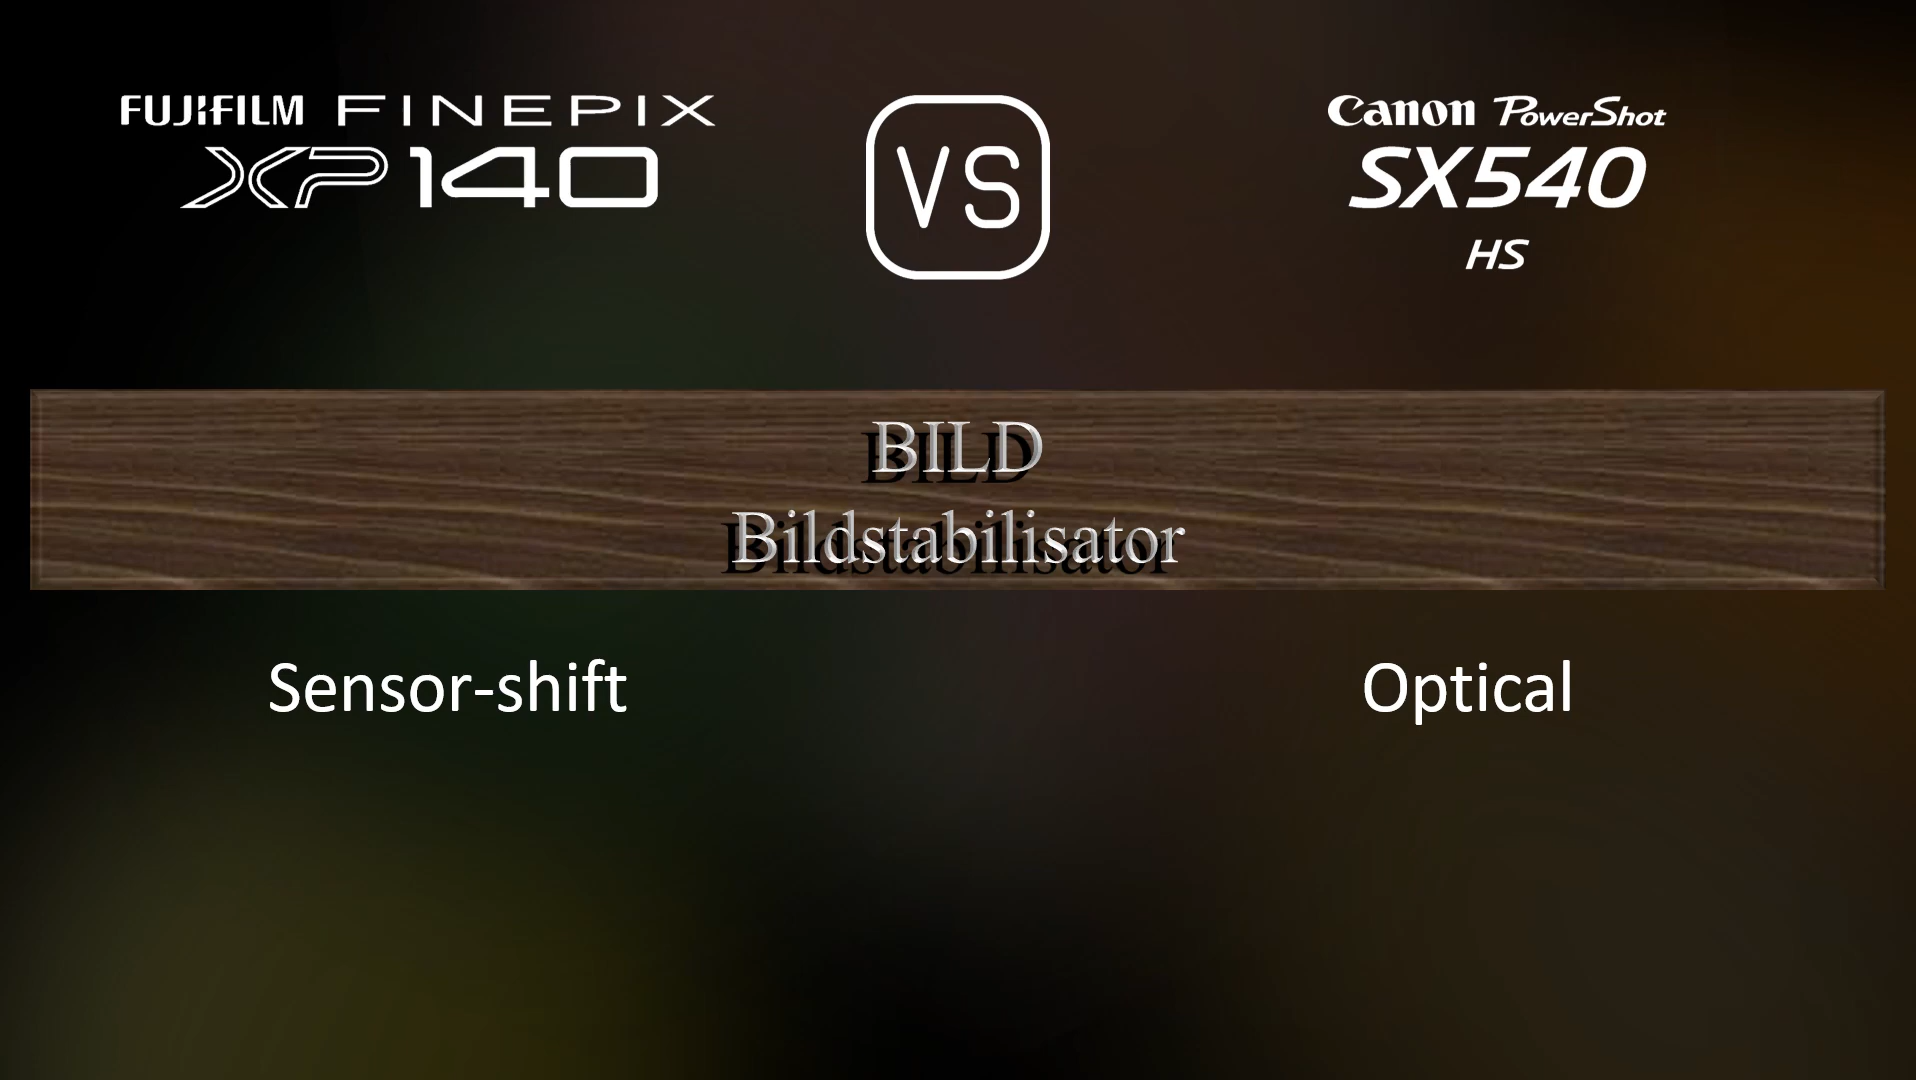 FUJIFILM FINEPIX
XP140
VS
Canon PowerShot
SX540
HS
BILD
Bildstabilisator
Sensor-shift
Optical